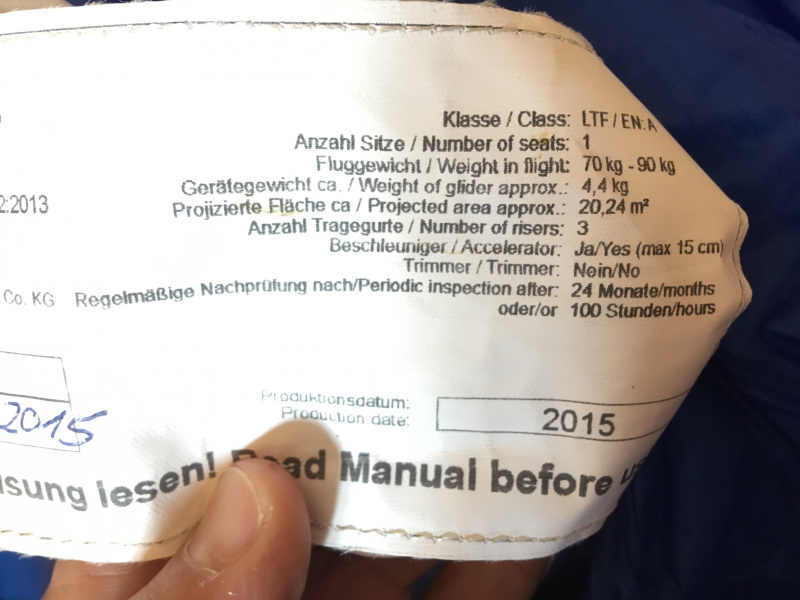 Klasse / Class: LTF / EN: A
Anzahl Sitze / Number of seats: 1
Fluggewicht / Weight in flight: 70 kg - 90 kg
Gerätegewicht ca. / Weight of glider approx.: 4,4 kg
2:2013 Projizierte Fläche ca / Projected area approx.: 20,24 m²
Anzahl Tragegurte / Number of risers: 3
Beschleuniger / Accelerator: Ja/Yes (max 15 cm)
Trimmer / Trimmer: Nein/No
Co. KG Regelmäßige Nachprüfung nach/Periodic inspection after: 24 Monate/months
oder/or 100 Stunden/hours
Produktionsdatum:
Production date: 2015
2015
sung lesen! Read Manual before